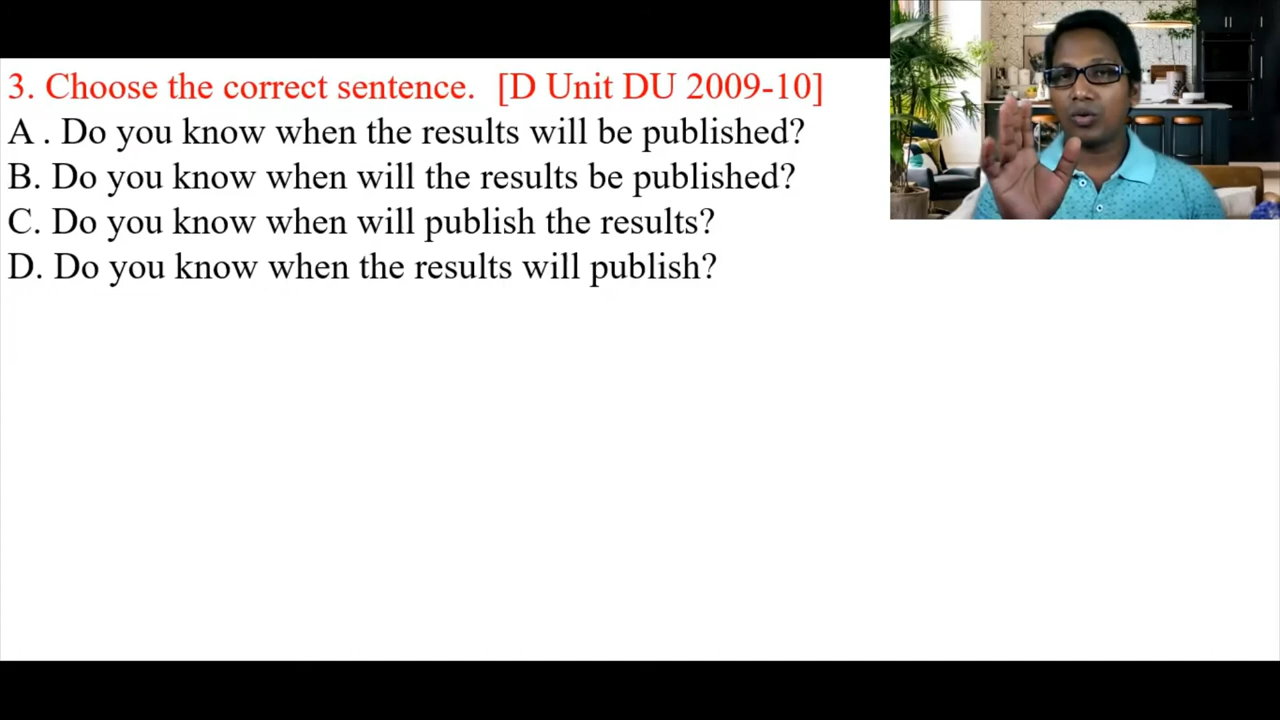 3. Choose the correct sentence. [D Unit DU 2009-10]
A . Do you know when the results will be published?
B. Do you know when will the results be published?
C. Do you know when will publish the results?
D. Do you know when the results will publish?